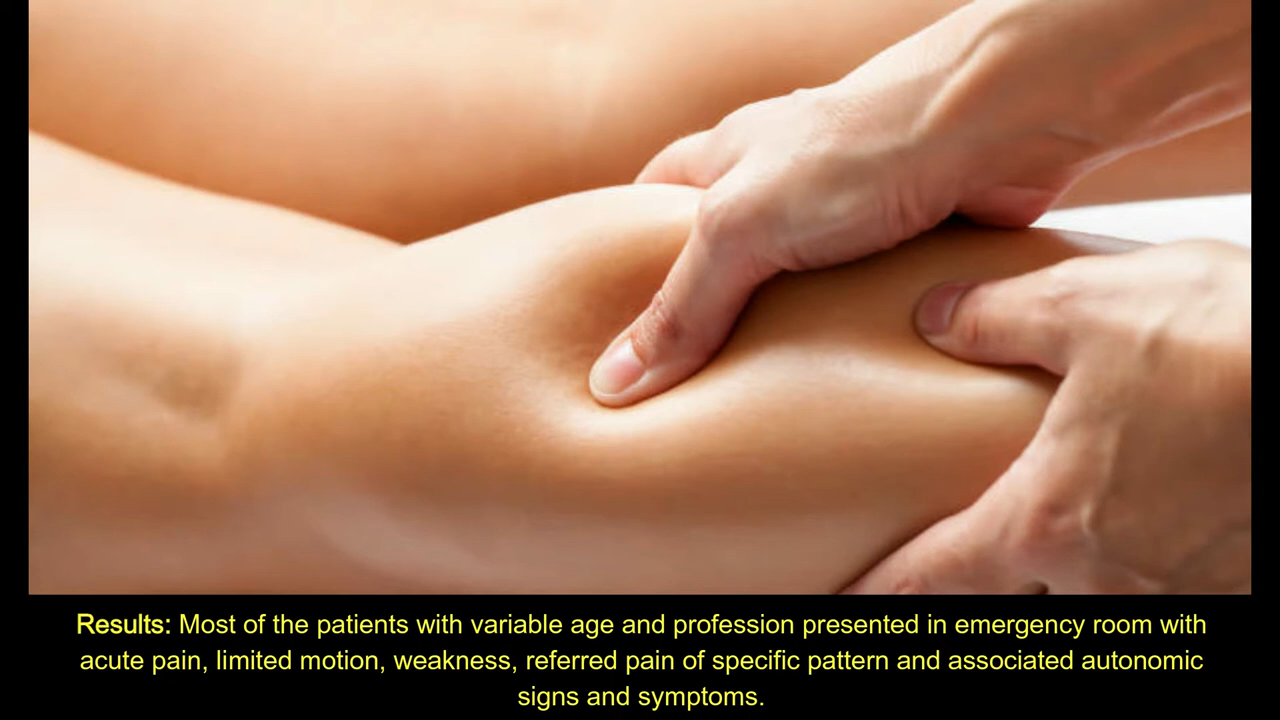 Results: Most of the patients with variable age and profession presented in emergency room with
acute pain, limited motion, weakness, referred pain of specific pattern and associated autonomic
signs and symptoms.